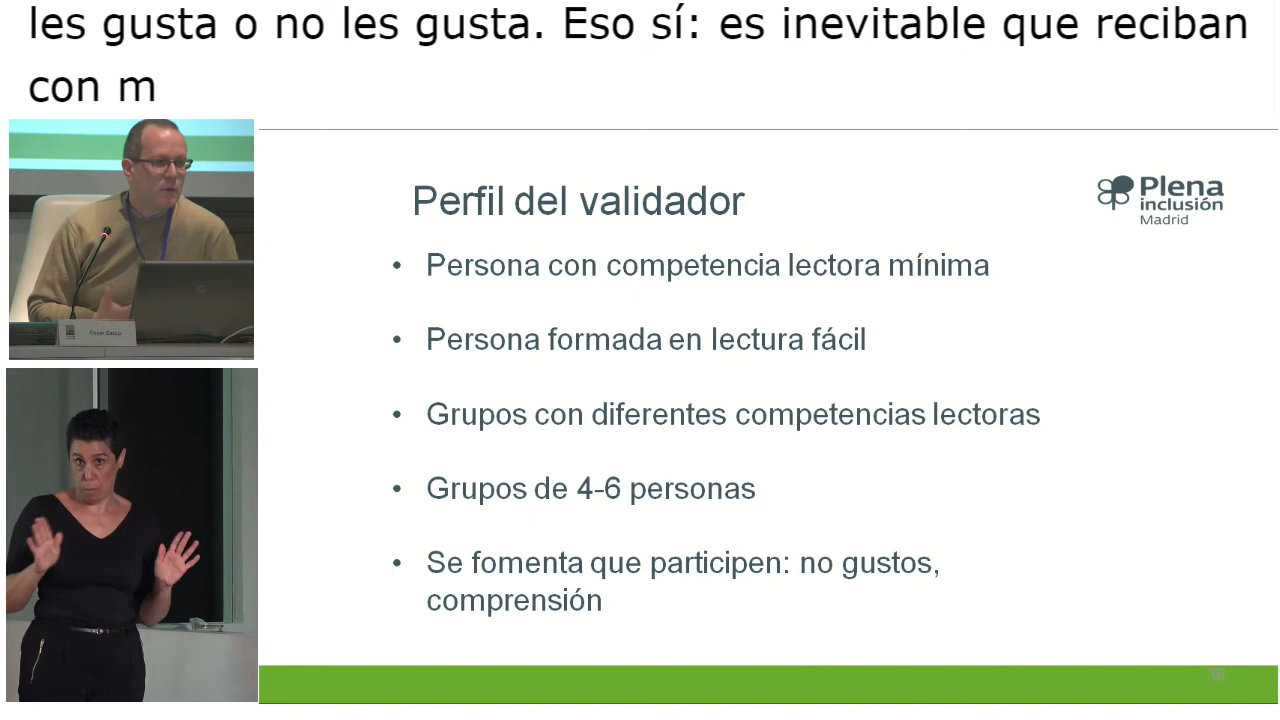 les gusta o no les gusta. Eso sí: es inevitable que reciban
con m
Perfil del validador
Plena
inclusión
Madrid
• Persona con competencia lectora mínima
• Persona formada en lectura fácil
• Grupos con diferentes competencias lectoras
• Grupos de 4-6 personas
• Se fomenta que participen: no gustos,
comprensión